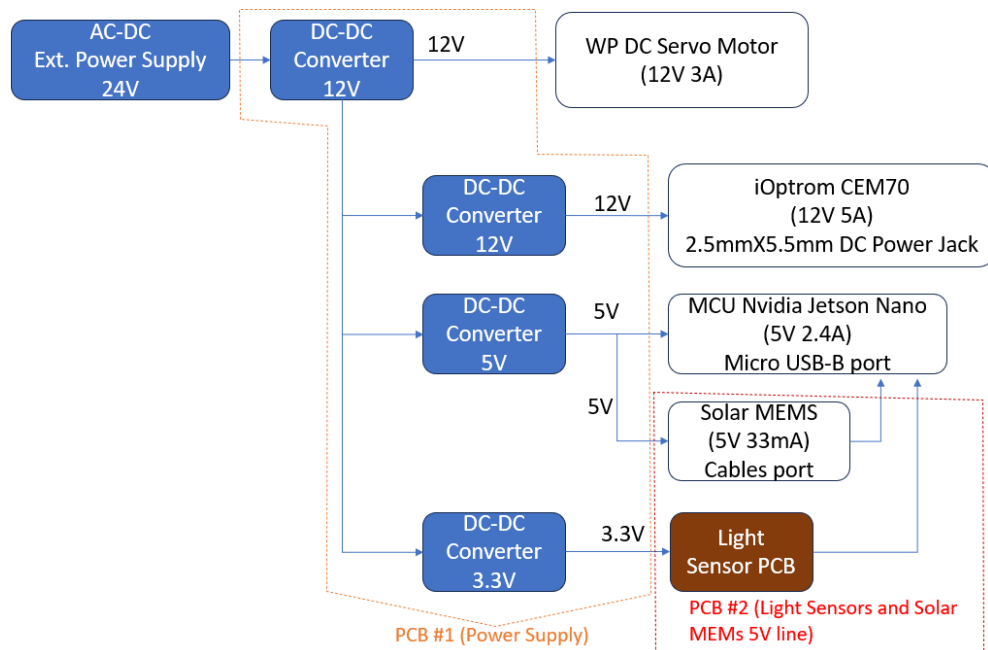 AC-DC
Ext. Power Supply
24V
DC-DC
Converter
12V
12V
WP DC Servo Motor
(12V 3A)
DC-DC
Converter
12V
12V
iOptrom CEM70
(12V 5A)
2.5mmX5.5mm DC Power Jack
DC-DC
Converter
5V
5V
MCU Nvidia Jetson Nano
(5V 2.4A)
Micro USB-B port
5V
Solar MEMS
(5V 33mA)
Cables port
DC-DC
Converter
3.3V
3.3V
Light
Sensor PCB
PCB #1 (Power Supply)
PCB #2 (Light Sensors and Solar
MEMs 5V line)